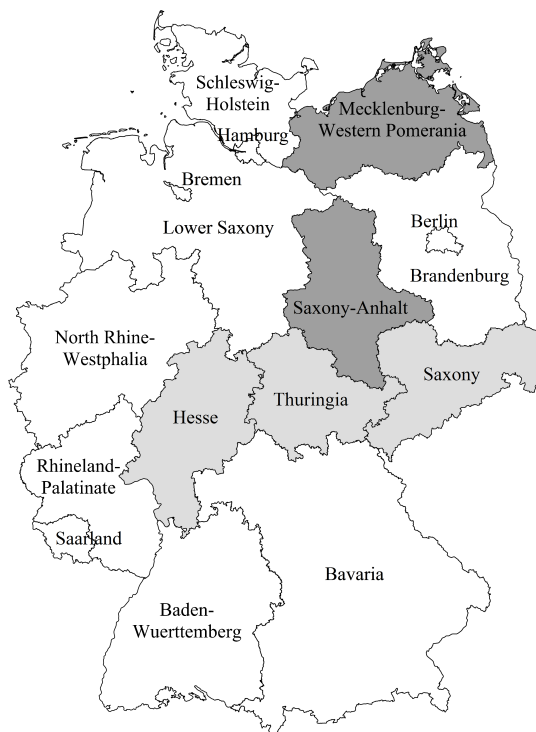 Schleswig-
Holstein
Mecklenburg-
Western Pomerania
Hamburg
Bremen
Lower Saxony
Berlin
Brandenburg
Saxony-Anhalt
North Rhine-
Westphalia
Saxony
Thuringia
Hesse
Rhineland-
Palatinate
Saarland
Bavaria
Baden-
Wuerttemberg